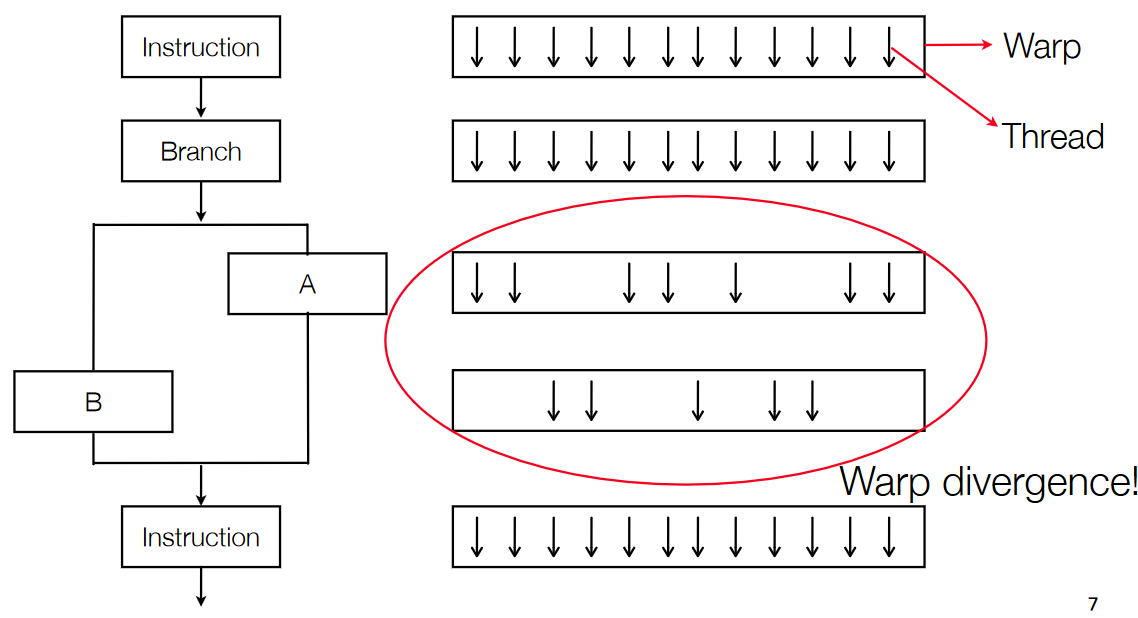 Instruction
Warp
Thread
Branch
A
B
Warp divergence!
Instruction
7